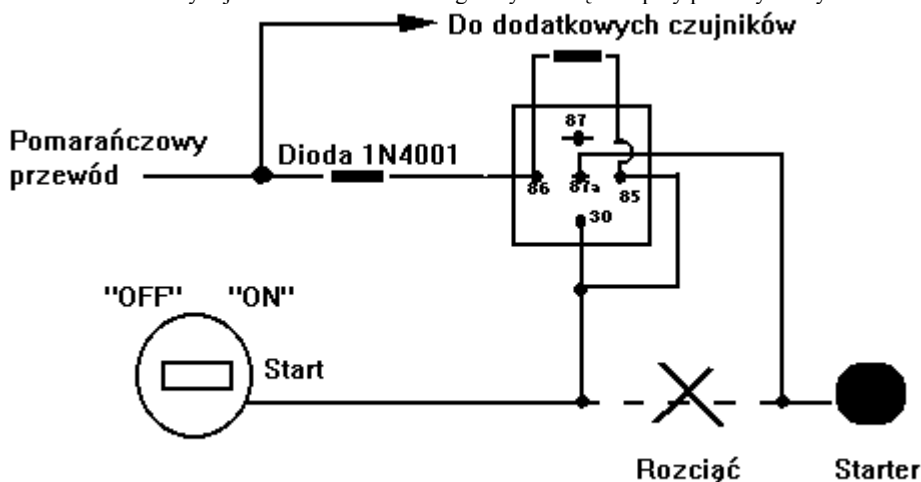 Do dodatkowych czujników
87
Pomarańczowy
przewód
Dioda 1N4001
86
87a
85
30
"OFF" "ON"
Start
Rozciąć
Starter